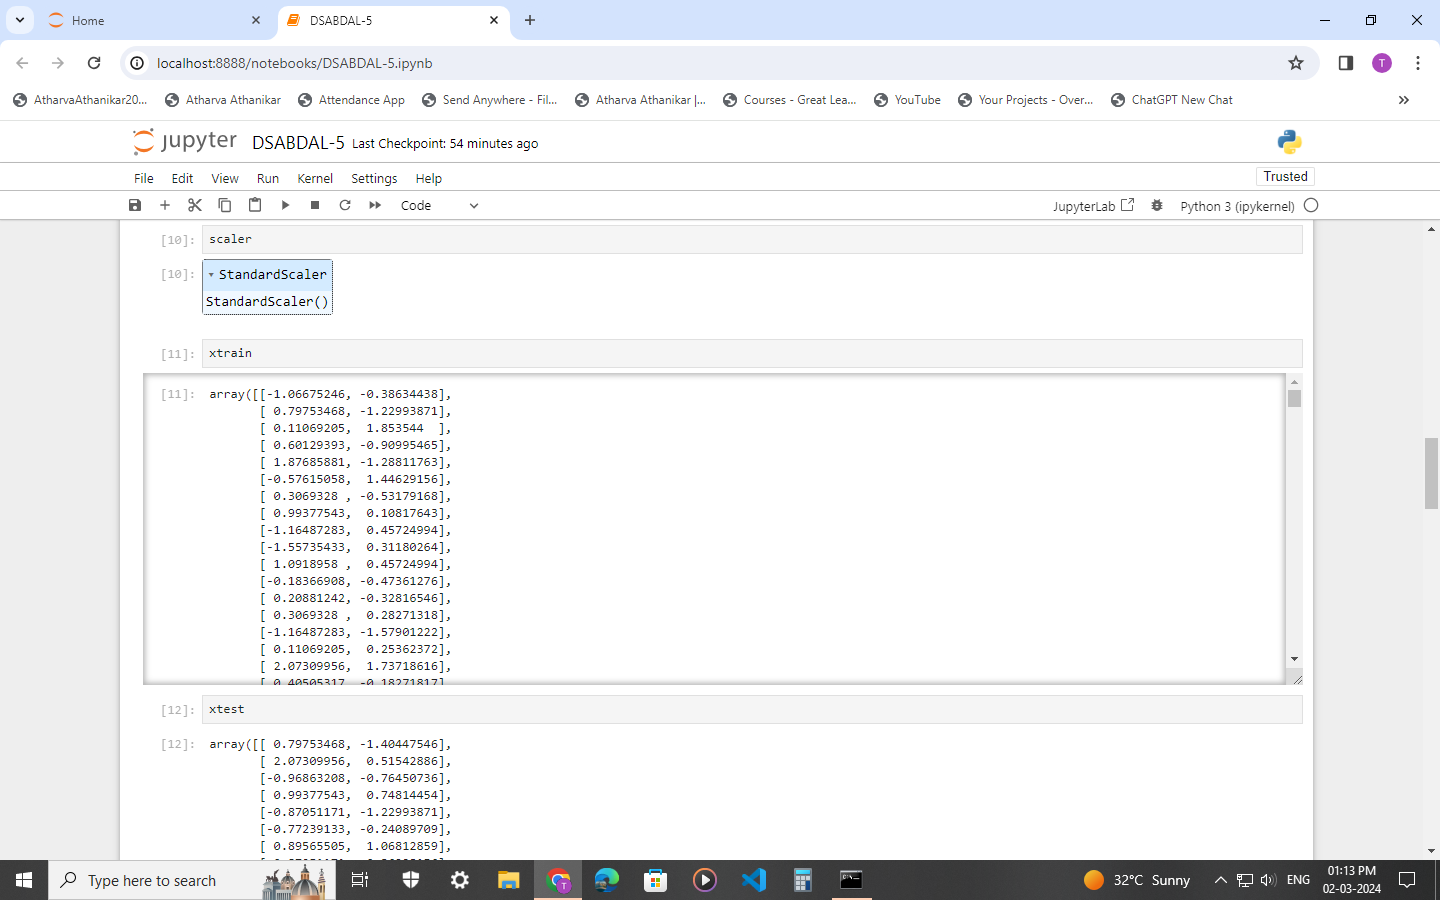 Home
DSABDAL-5
localhost:8888/notebooks/DSABDAL-5.ipynb
T
AtharvaAthanikar20...
Atharva Athanikar
Attendance App
Send Anywhere - Fil...
Atharva Athanikar |...
Courses - Great Lea...
YouTube
Your Projects - Over...
ChatGPT New Chat
jupyter DSABDAL-5 Last Checkpoint: 54 minutes ago
File Edit View Run Kernel Settings Help
Trusted
Code
JupyterLab
Python 3 (ipykernel)
[10]: scaler
[10]: StandardScaler
StandardScaler()
[11]: xtrain
[11]: array([[-1.06675246, -0.38634438],
[ 0.79753468, -1.22993871],
[ 0.11069205,  1.853544  ],
[ 0.60129393, -0.90995465],
[ 1.87685881, -1.28811763],
[-0.57615058,  1.44629156],
[ 0.3069328 , -0.53179168],
[ 0.99377543,  0.10817643],
[-1.16487283,  0.45724994],
[-1.55735433,  0.31180264],
[ 1.0918958 ,  0.45724994],
[-0.18366908, -0.47361276],
[ 0.20881242, -0.32816546],
[ 0.3069328 ,  0.28271318],
[-1.16487283, -1.57901222],
[ 0.11069205,  0.25362372],
[ 2.07309956,  1.73718616],
[ 0.40505317, -0.18271817],
[12]: xtest
[12]: array([[ 0.79753468, -1.40447546],
[ 2.07309956,  0.51542886],
[-0.96863208, -0.76450736],
[ 0.99377543,  0.74814454],
[-0.87051171, -1.22993871],
[-0.77239133, -0.24089709],
[ 0.89565505,  1.06812859],
Type here to search
T
32°C Sunny
ENG
01:13 PM
02-03-2024